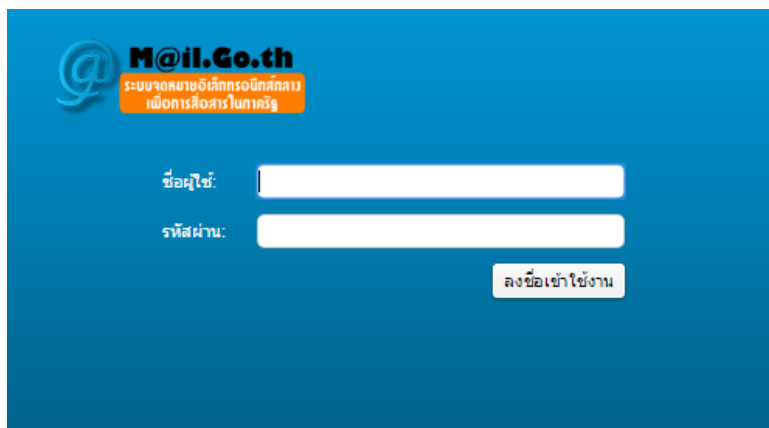 M@il.Go.th
ระบบจดหมายอิเล็กทรอนิกส์กลาง
เพื่อการสื่อสารในภาครัฐ
ชื่อผู้ใช้:
รหัสผ่าน:
ลงชื่อเข้าใช้งาน